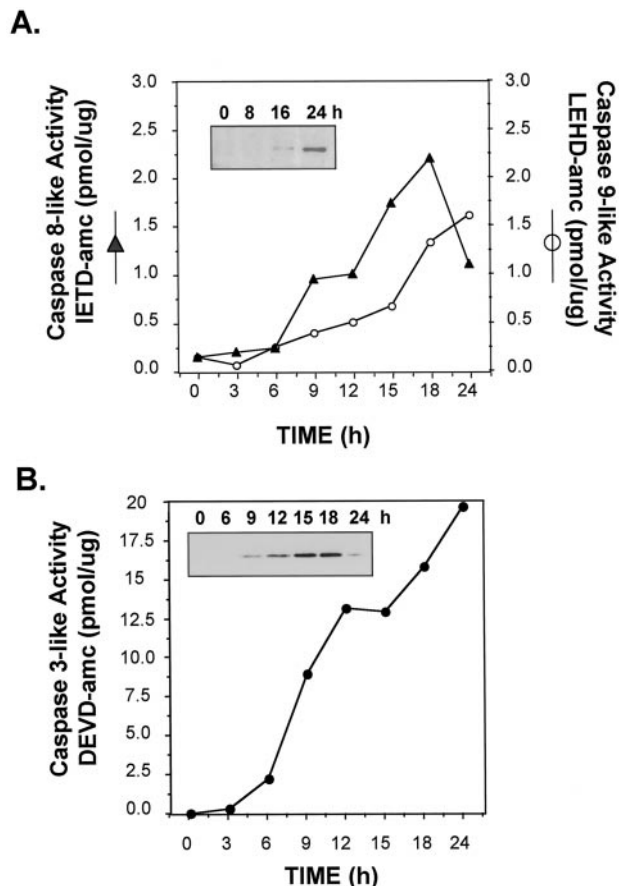 A.
Caspase 8-like Activity
IETD-amc (pmol/ug)
3.0
2.5
2.0
1.5
1.0
0.5
0.0
0 8 16 24 h
3.0
2.5
2.0
1.5
1.0
0.5
0.0
Caspase 9-like Activity
LEHD-amc (pmol/ug)
0 3 6 9 12 15 18 24
TIME (h)
B.
Caspase 3-like Activity
DEVD-amc (pmol/ug)
20
17.5
15
12.5
10.0
7.5
5.0
2.5
0.0
0 6 9 12 15 18 24 h
0 3 6 9 12 15 18 24
TIME (h)